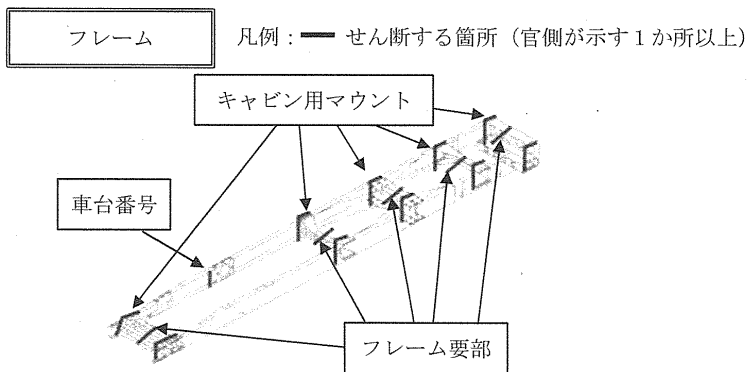 フレーム
凡例：━ せん断する箇所（官側が示す１か所以上）
キャビン用マウント
車台番号
フレーム要部